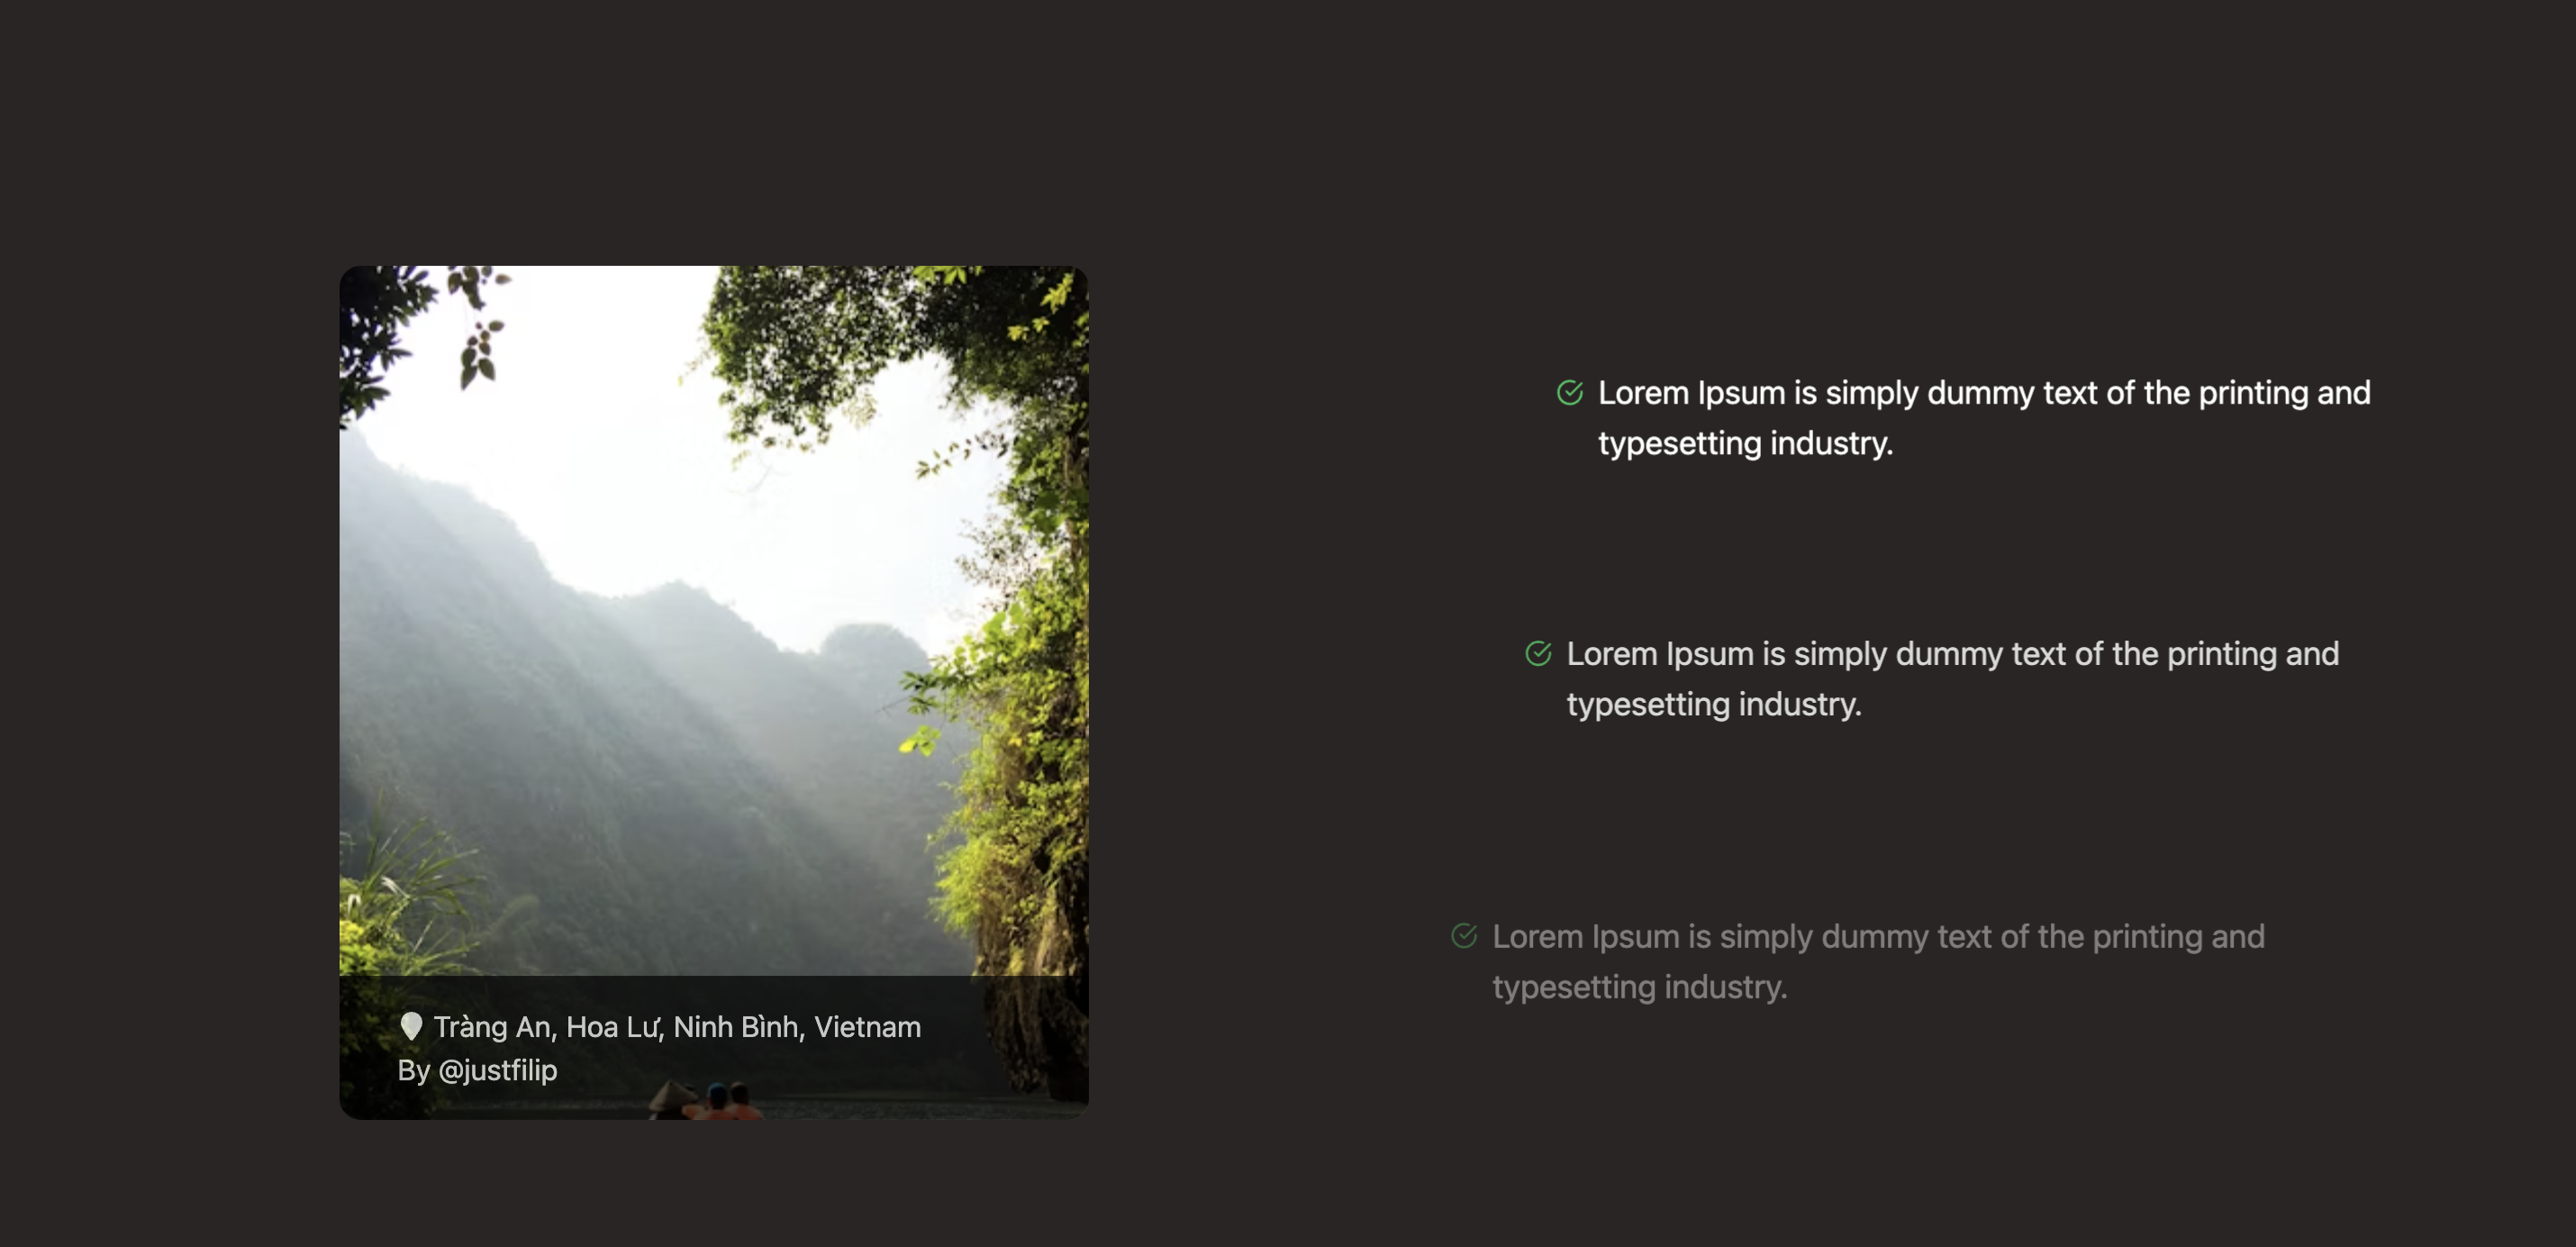 Tràng An, Hoa Lư, Ninh Bình, Vietnam
By @justfilip
Lorem Ipsum is simply dummy text of the printing and
typesetting industry.
Lorem Ipsum is simply dummy text of the printing and
typesetting industry.
Lorem Ipsum is simply dummy text of the printing and
typesetting industry.